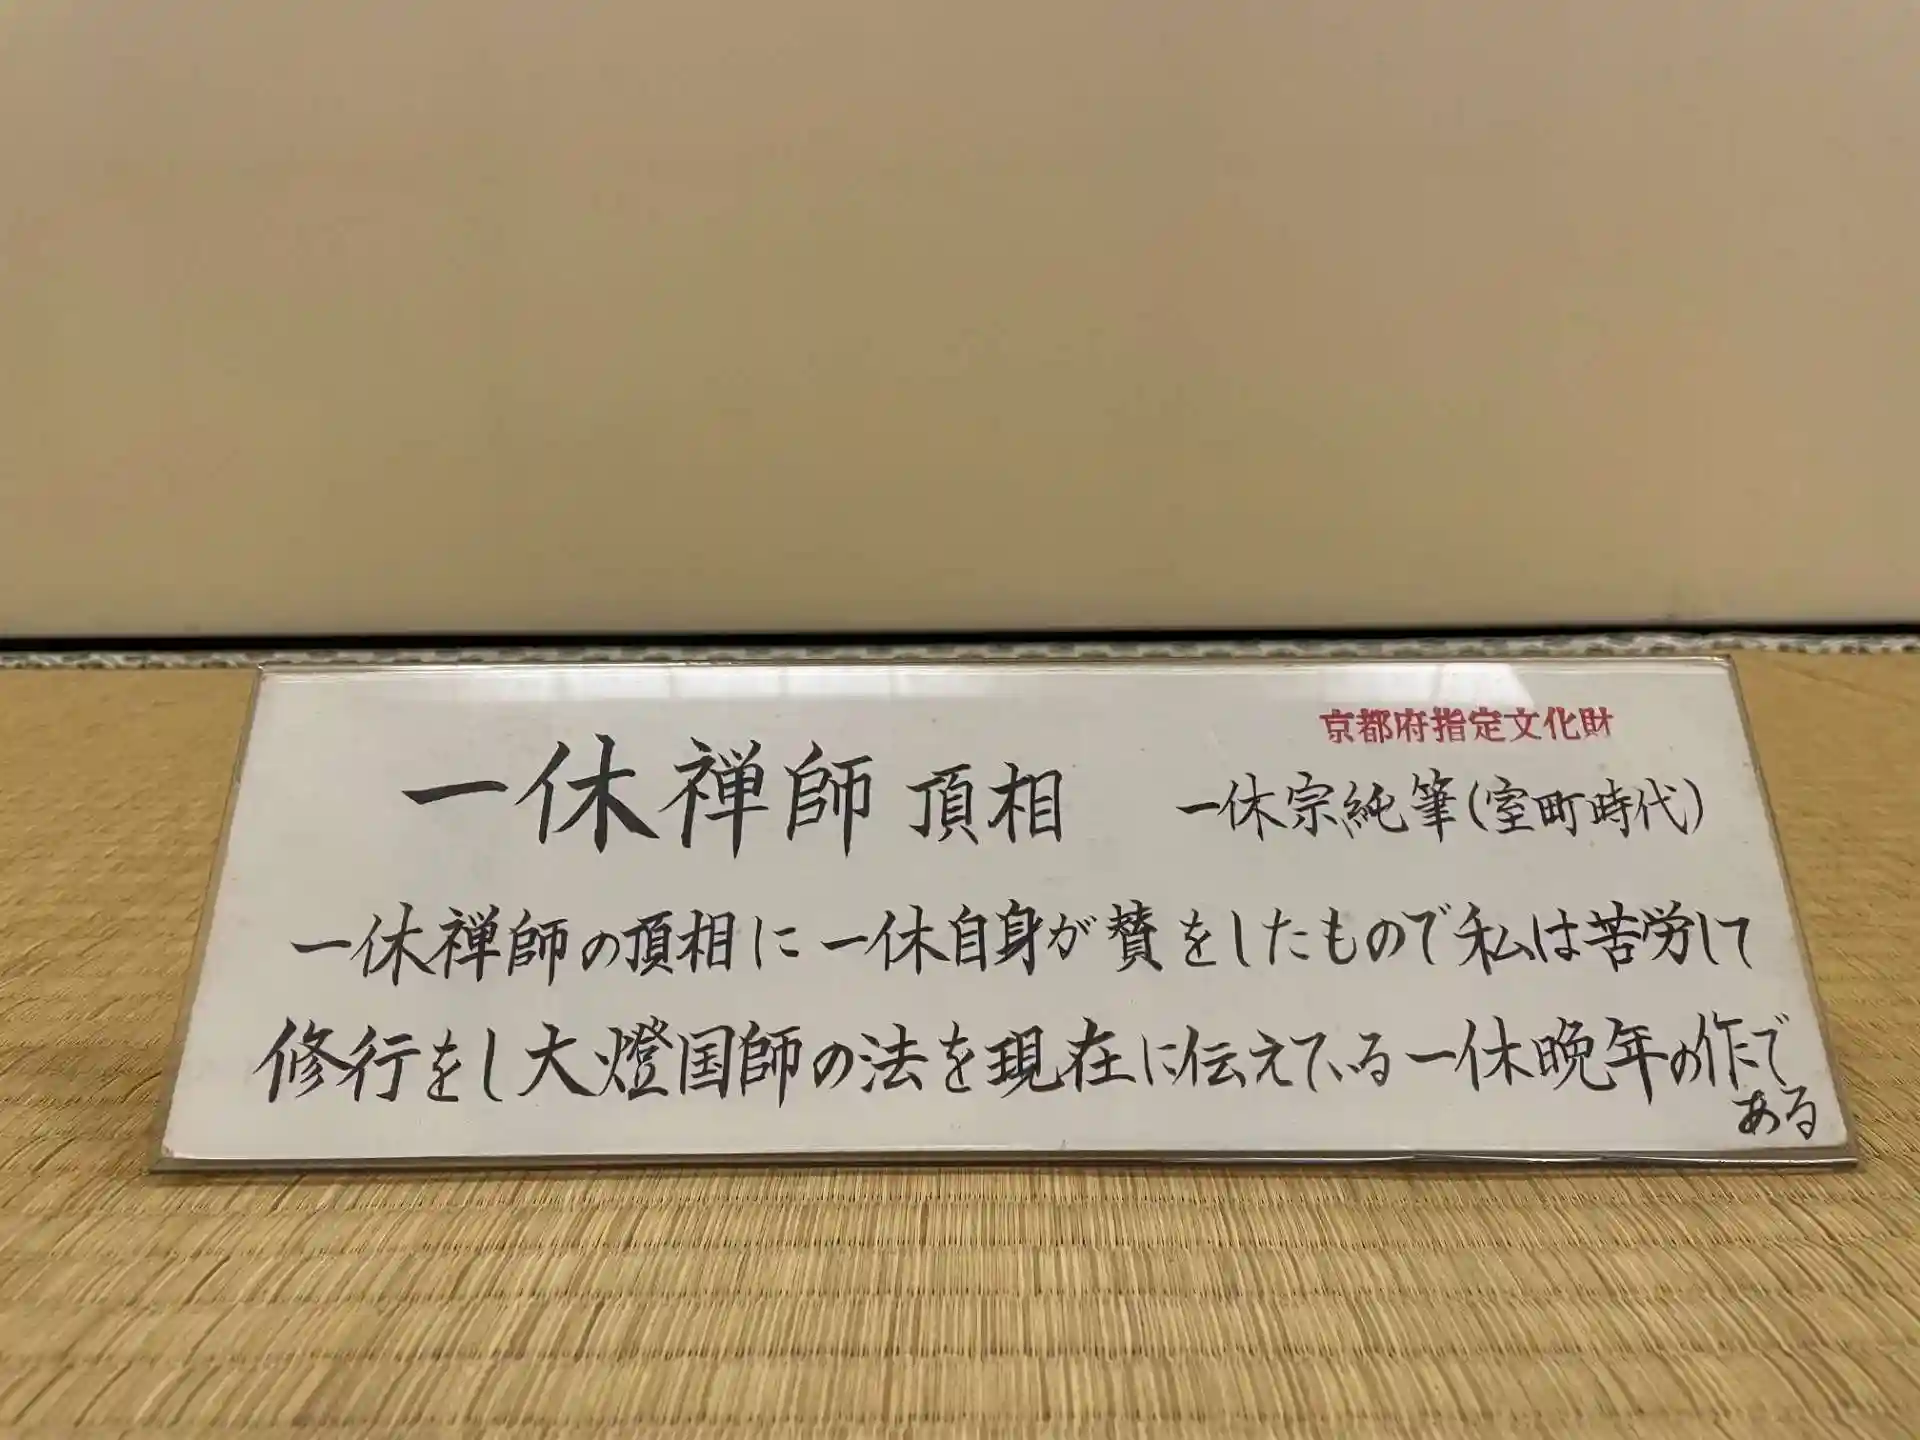 京都府指定文化財
一休禅師 頂相 一休宗純筆(室町時代)
一休禅師の頂相に一休自身が賛をしたもので私は苦労して
修行をし大燈国師の法を現在に伝えている一休晩年の作で
ある